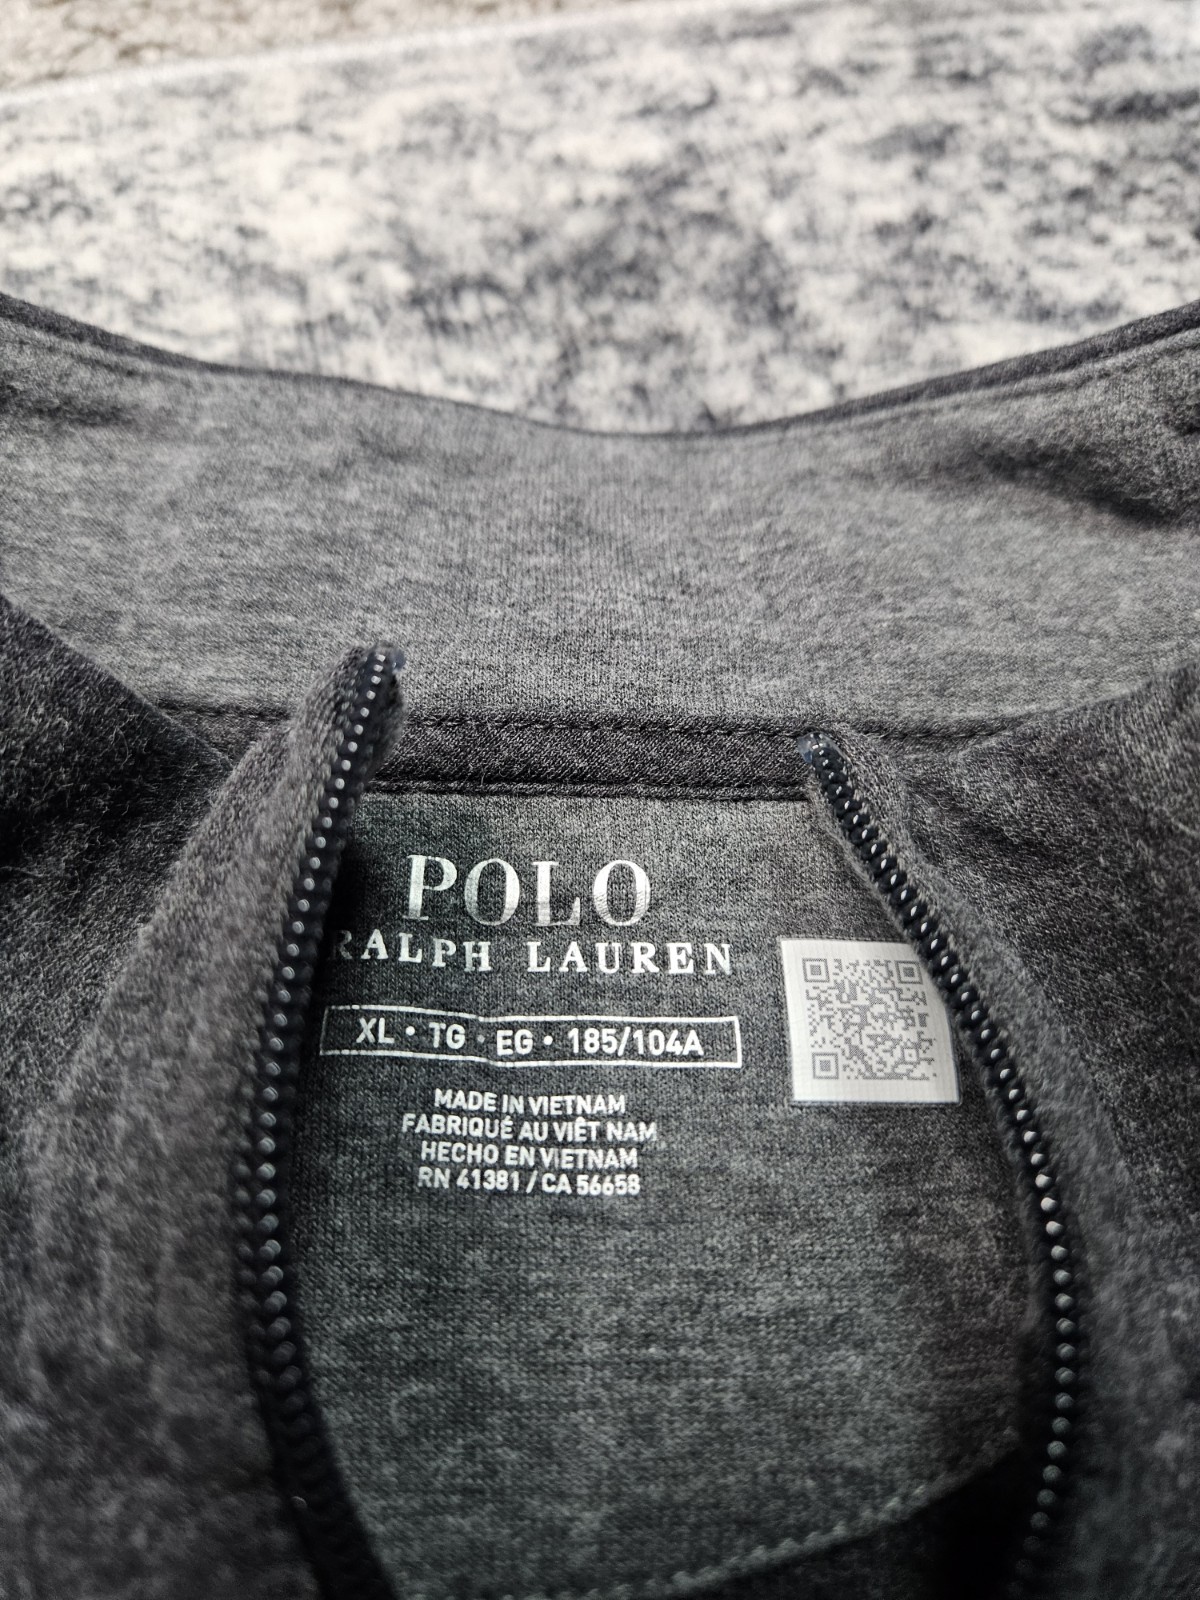 POLO
RALPH LAUREN
XL • TG • EG • 185/104A
MADE IN VIETNAM
FABRIQUÉ AU VIÊT NAM
HECHO EN VIETNAM
RN 41381 / CA 56658